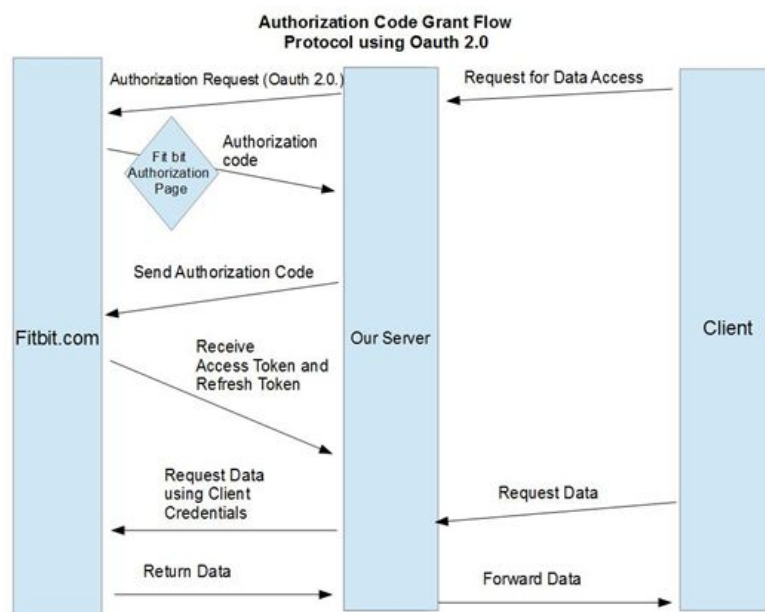 Authorization Code Grant Flow
Protocol using Oauth 2.0
Authorization Request (Oauth 2.0.)
Request for Data Access
Fit bit
Authorization
Page
Authorization
code
Send Authorization Code
Fitbit.com
Our Server
Client
Receive
Access Token and
Refresh Token
Request Data
using Client
Credentials
Request Data
Return Data
Forward Data